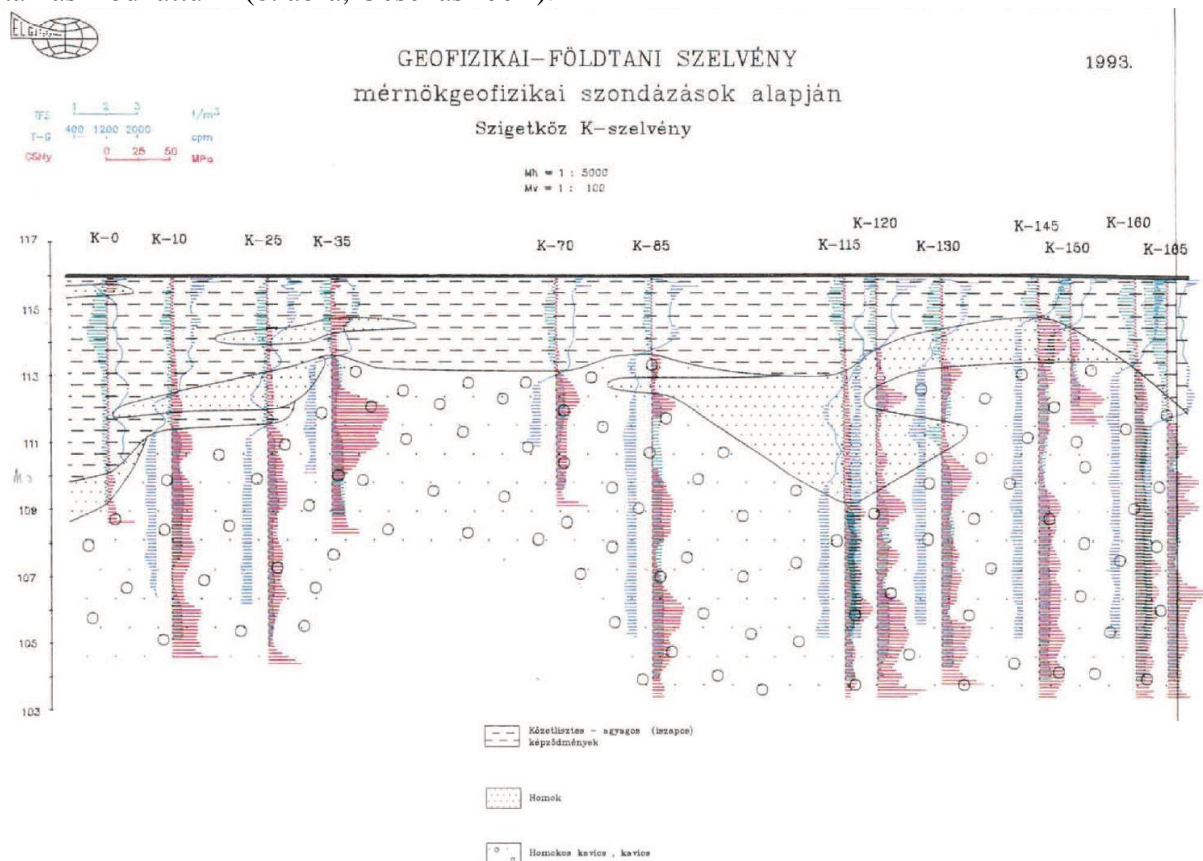 ELGI
GEOFIZIKAI-FÖLDTANI SZELVÉNY
1993.
mérnökgeofizikai szondázások alapján
Szigetköz K-szelvény
TFS 1 2 3 t/m³
T-G 400 1200 2000 cpm
CSNy 0 25 50 MPa
Mh = 1 : 5000
Mv = 1 : 100
K-120 K-145 K-160
117 K-0 K-10 K-25 K-35 K-70 K-85 K-115 K-130 K-150 K-165
115
113
111
109
107
105
103
Kőzetlisztes - agyagos (iszapos)
képződmények
Homok
Homokos kavics , kavics